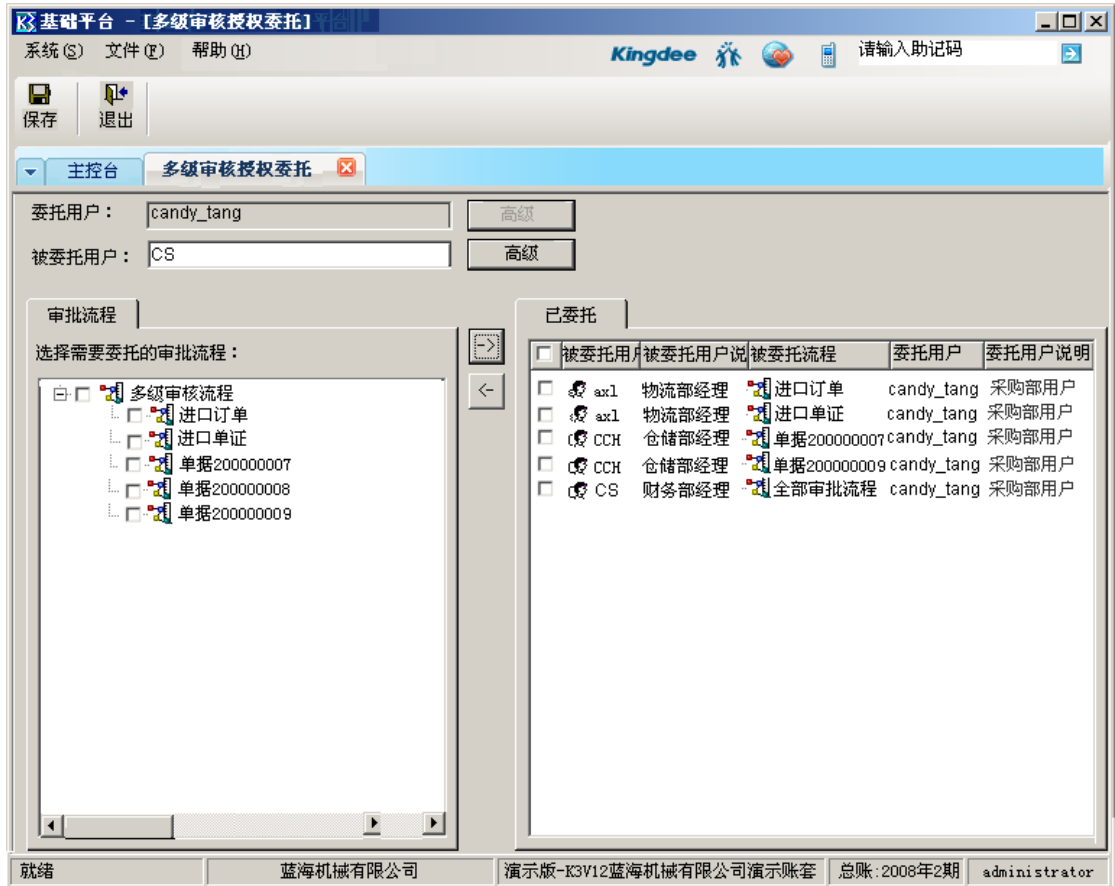 基础平台 - [多级审核授权委托]
系统(S) 文件(F) 帮助(H) Kingdee 请输入助记码
保存 退出
主控台 多级审核授权委托
委托用户： candy_tang 高级
被委托用户： CS 高级
审批流程 已委托
选择需要委托的审批流程：
-> <-
被委托用户 被委托用户说 被委托流程 委托用户 委托用户说明
多级审核流程
进口订单
进口单证
单据200000007
单据200000008
单据200000009
axl 物流部经理 进口订单 candy_tang 采购部用户
axl 物流部经理 进口单证 candy_tang 采购部用户
CCH 仓储部经理 单据200000007 candy_tang 采购部用户
CCH 仓储部经理 单据200000009 candy_tang 采购部用户
CS 财务部经理 全部审批流程 candy_tang 采购部用户
就绪 蓝海机械有限公司 演示版-K3V12蓝海机械有限公司演示账套 总账:2008年2期 administrator